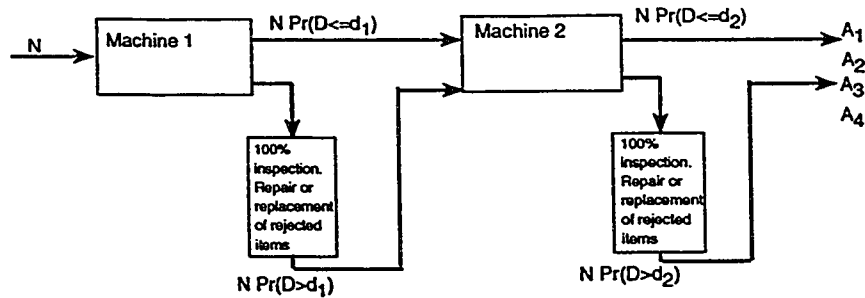 N
Machine 1
N Pr(D<=d1)
Machine 2
N Pr(D<=d2)
A1
A2
A3
A4
100%
inspection.
Repair or
replacement
of rejected
items
N Pr(D>d1)
100%
inspection.
Repair or
replacement
of rejected
items
N Pr(D>d2)